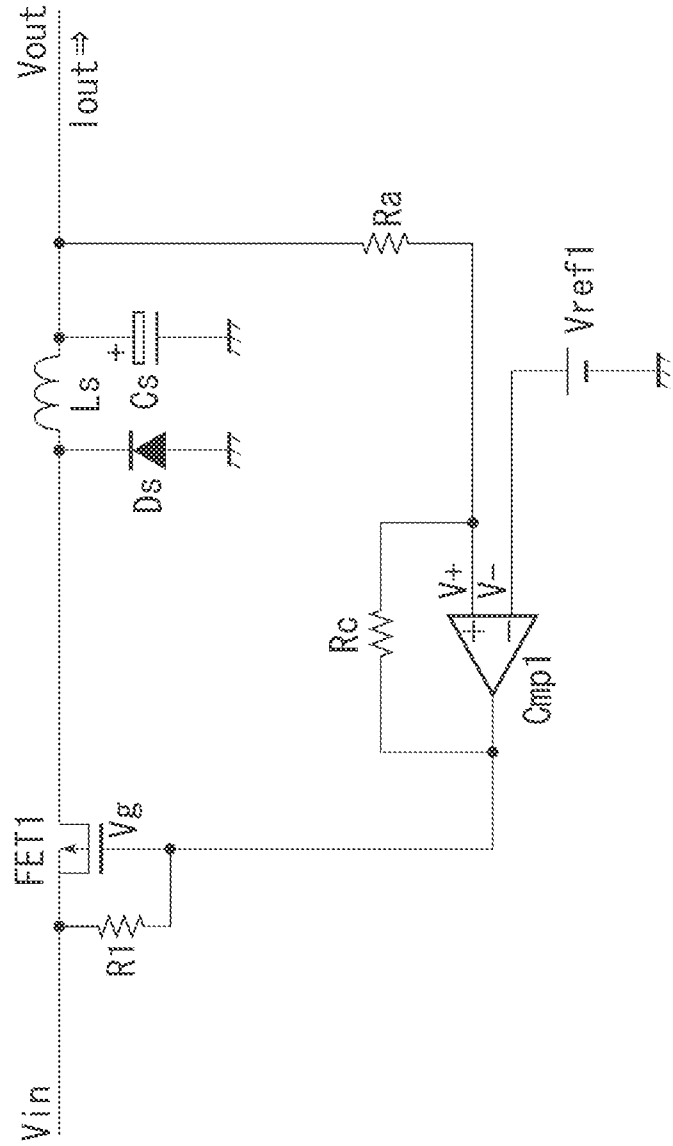 Vin
FET1
Vg
R1
Ds
Ls
+
Cs
Vout
Iout⇒
Ra
Rc
V+
V-
+
−
Cmp1
Vref1